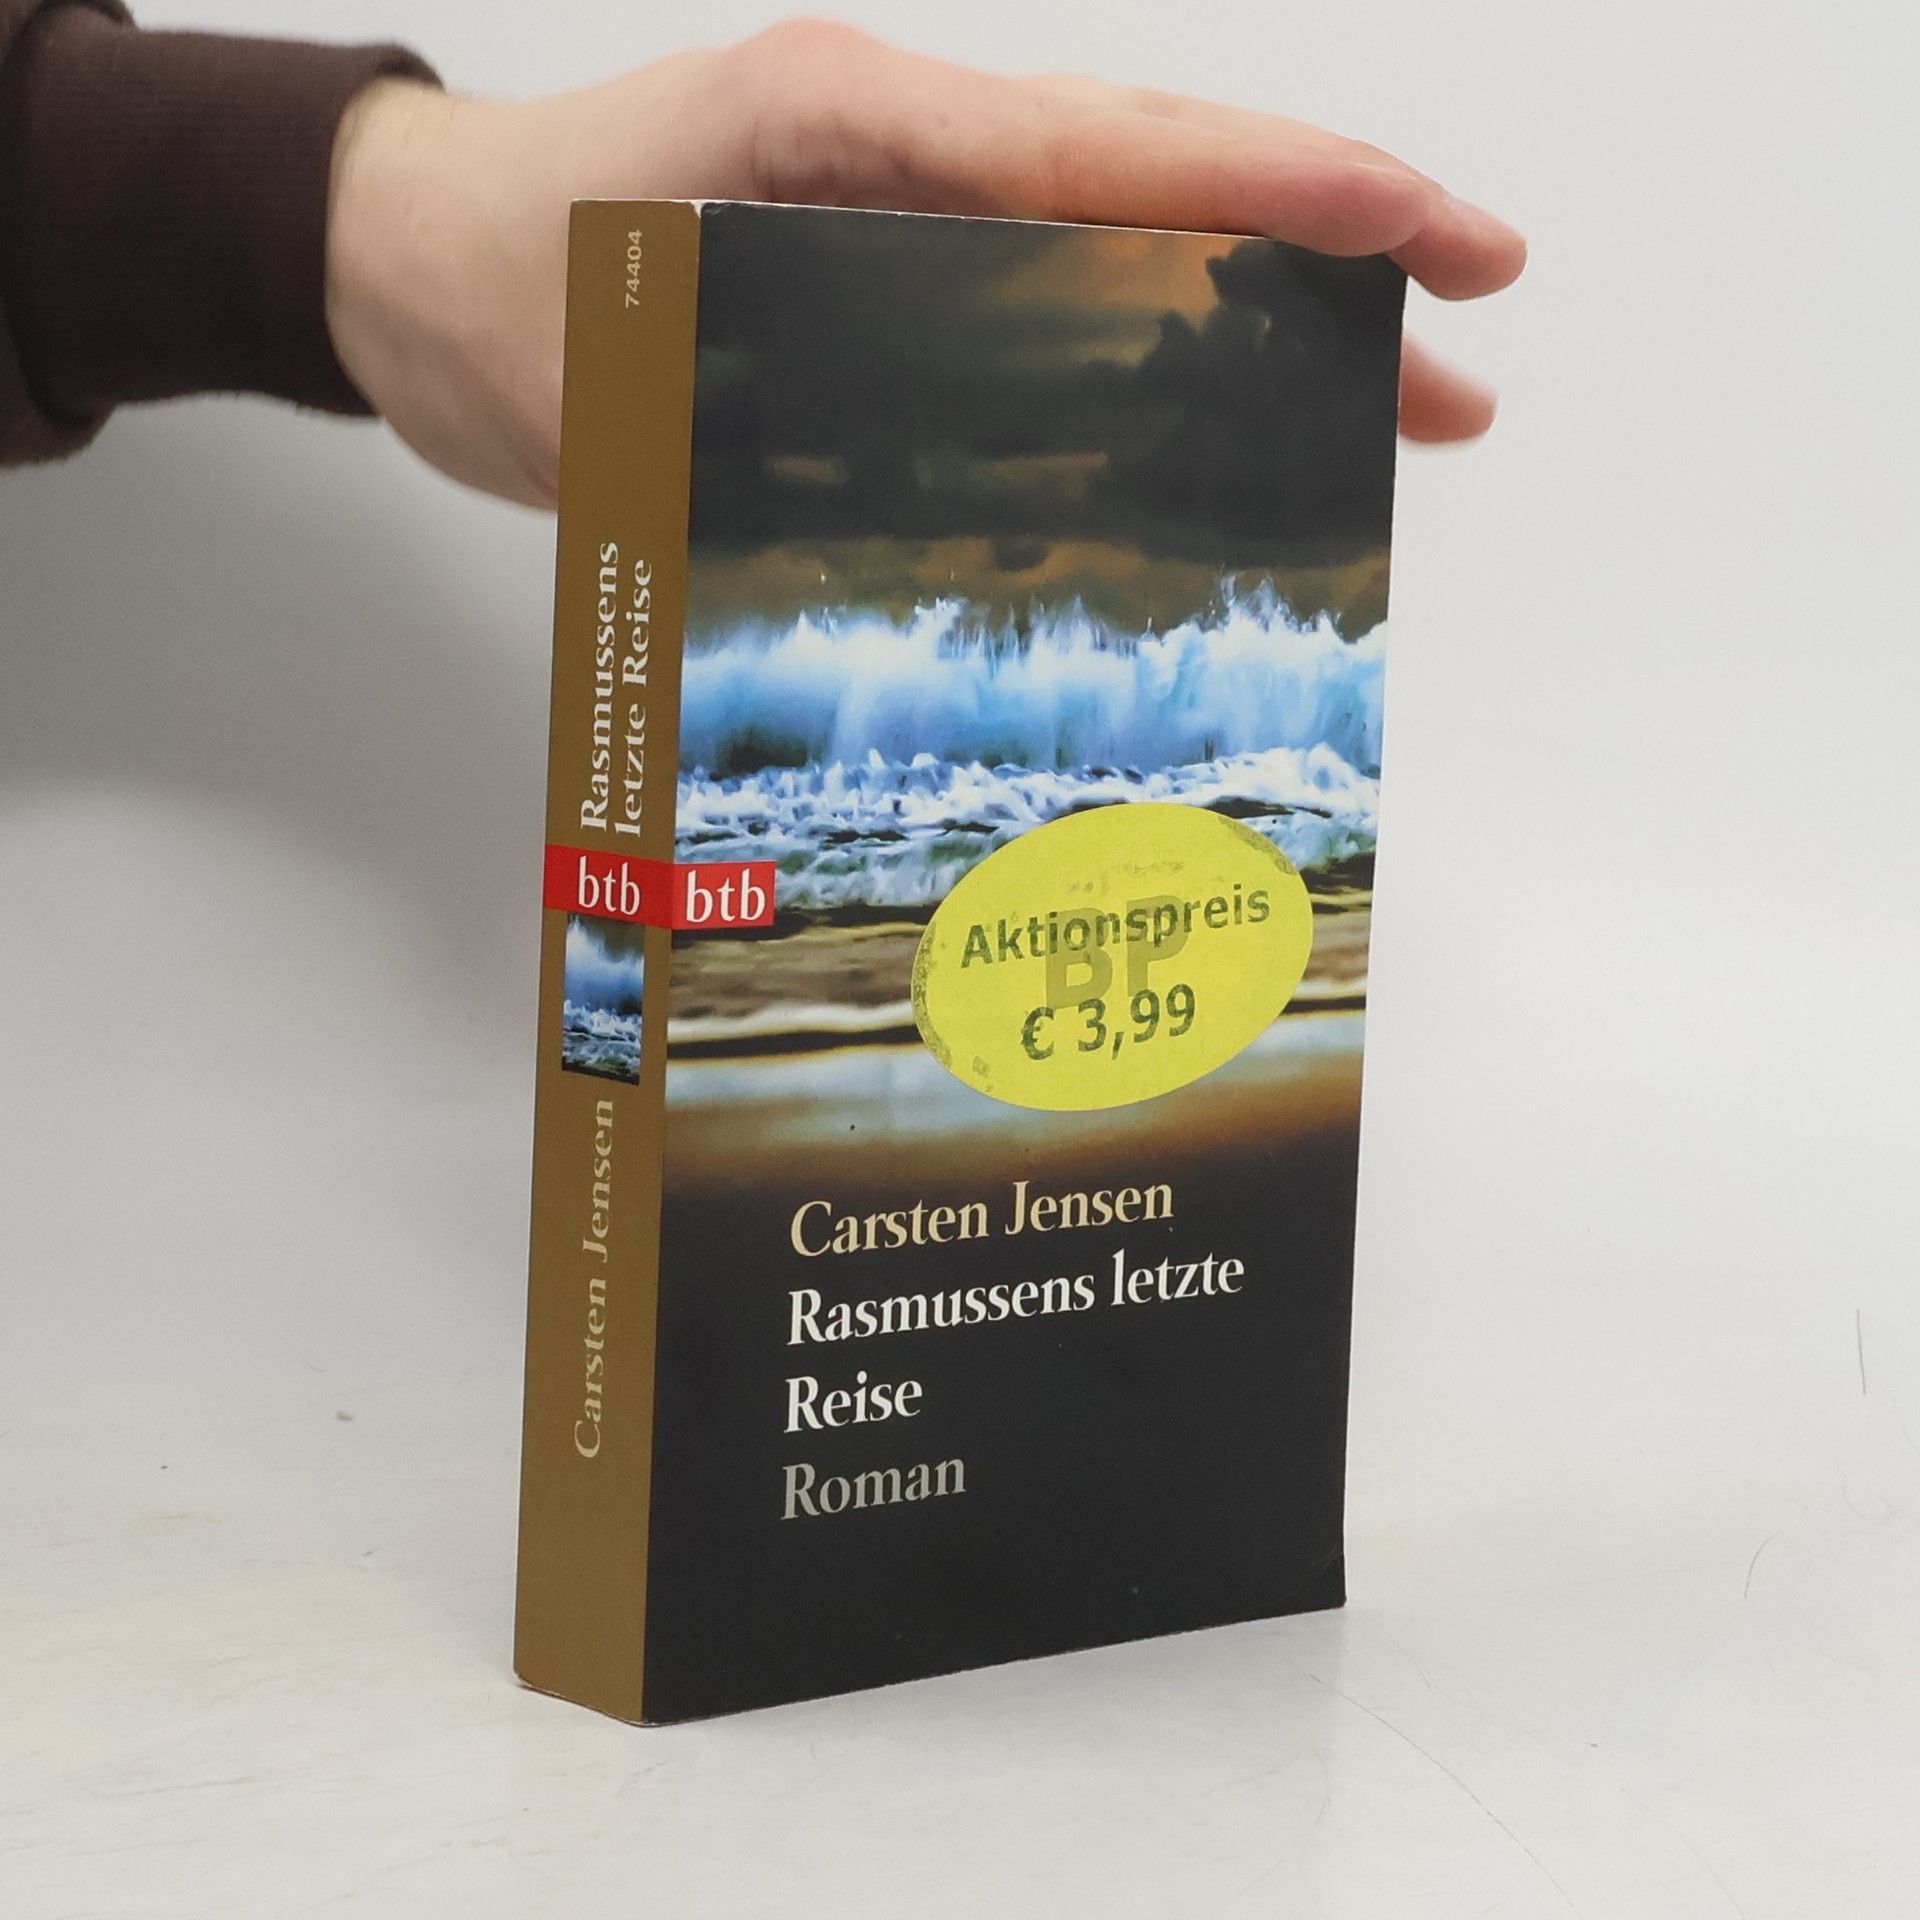 74404
Rasmussens
letzte Reise
btb
Carsten Jensen
btb
BP
Aktionspreis
€ 3,99
Carsten Jensen
Rasmussens letzte
Reise
Roman